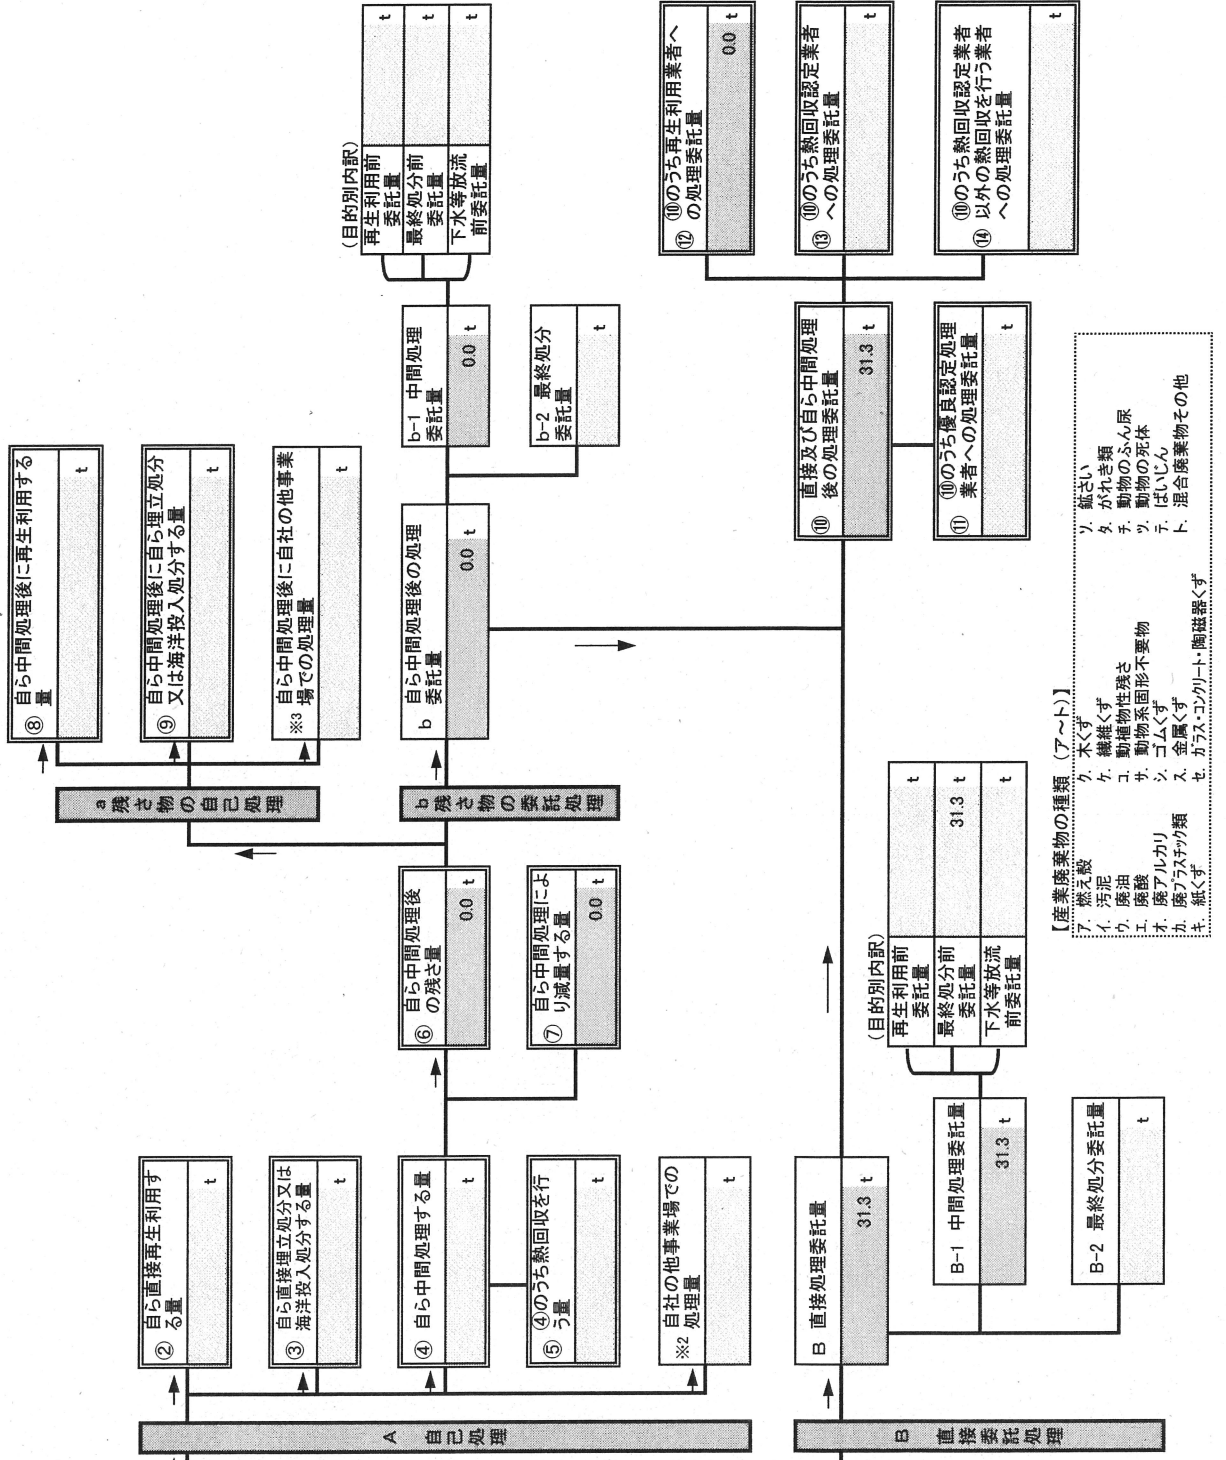 A 自己処理
② 自ら直接再生利用す
る量
t
③ 自ら直接埋立処分又は
海洋投入処分する量
t
④ 自ら中間処理する量
t
⑤ ④のうち熱回収を行
う量
t
※2 自社の他事業場での
処理量
t
⑥ 自ら中間処理後
の残さ量
0.0 t
⑦ 自ら中間処理によ
り減量する量
0.0 t
a 残さ物の自己処理
⑧ 自ら中間処理後に再生利用する
量
t
⑨ 自ら中間処理後に自ら埋立処分
又は海洋投入処分する量
t
※3 自ら中間処理後に自社の他事業
場での処理量
t
b 残さ物の委託処理
b 自ら中間処理後の処理
委託量
0.0 t
b-1 中間処理
委託量
0.0 t
b-2 最終処分
委託量
t
(目的別内訳)
再生利用前
委託量
t
最終処分前
委託量
t
下水等放流
前委託量
t
B 直接委託処理
B 直接処理委託量
31.3 t
B-1 中間処理委託量
31.3 t
B-2 最終処分委託量
t
(目的別内訳)
再生利用前
委託量
t
最終処分前
委託量
31.3 t
下水等放流
前委託量
t
⑩ 直接及び自ら中間処理
後の処理委託量
31.3 t
⑪ ⑩のうち優良認定処理
業者への処理委託量
t
⑫ ⑩のうち再生利用業者へ
の処理委託量
0.0 t
⑬ ⑩のうち熱回収認定業者
への処理委託量
t
⑭ ⑩のうち熱回収認定業者
以外の熱回収を行う業者
への処理委託量
t
【産業廃棄物の種類(ア~ト)】
ア. 燃え殻 ク. 木くず ソ. 鉱さい
イ. 汚泥 ケ. 繊維くず タ. がれき類
ウ. 廃油 コ. 動植物性残さ チ. 動物のふん尿
エ. 廃酸 サ. 動物系固形不要物 ツ. 動物の死体
オ. 廃アルカリ シ. ゴムくず テ. ばいじん
カ. 廃プラスチック類 ス. 金属くず ト. 混合廃棄物その他
キ. 紙くず セ. ガラス・コンクリート・陶磁器くず